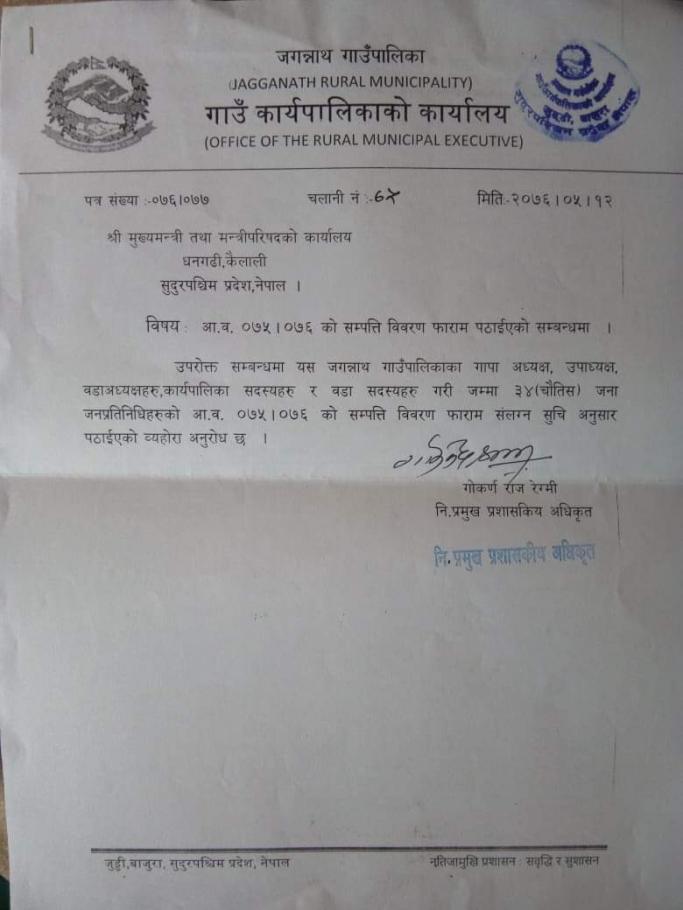 जगन्नाथ गाउँपालिका
(JAGGANATH RURAL MUNICIPALITY)
गाउँ कार्यपालिकाको कार्यालय
(OFFICE OF THE RURAL MUNICIPAL EXECUTIVE)
पत्र संख्या :-०७६।०७७ चलानी नं :- मितिः-२०७६।०५।१२
श्री मुख्यमन्त्री तथा मन्त्रीपरिषदको कार्यालय
धनगढी,कैलाली
सुदुरपश्चिम प्रदेश,नेपाल ।
विषयः आ.व. ०७५।०७६ को सम्पत्ति विवरण फाराम पठाईएको सम्बन्धमा ।
उपरोक्त सम्बन्धमा यस जगन्नाथ गाउँपालिकाका गापा अध्यक्ष, उपाध्यक्ष,
वडाअध्यक्षहरु,कार्यपालिका सदस्यहरु र वडा सदस्यहरु गरी जम्मा ३४(चौतिस) जना
जनप्रतिनिधिहरुको आ.व. ०७५।०७६ को सम्पत्ति विवरण फाराम संलग्न सुचि अनुसार
पठाईएको व्यहोरा अनुरोध छ ।
गोकर्ण राज रेग्मी
नि.प्रमुख प्रशासकिय अधिकृत
नि. प्रमुख प्रशासकीय अधिकृत
जुट्टी,बाजुरा, सुदुरपश्चिम प्रदेश, नेपाल नतिजामुखि प्रशासन : सवृद्धि र सुशासन